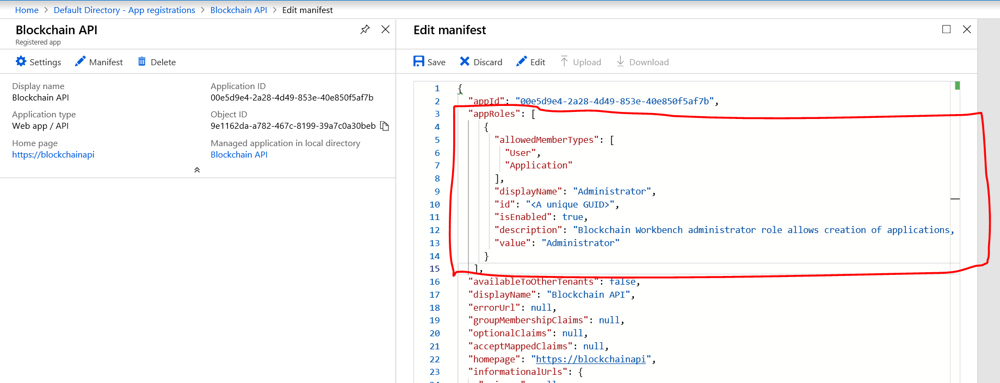 Home > Default Directory - App registrations > Blockchain API > Edit manifest
Blockchain API
Registered app
Settings Manifest Delete
Display name
Blockchain API
Application type
Web app / API
Home page
https://blockchainapi
Application ID
00e5d9e4-2a28-4d49-853e-40e850f5af7b
Object ID
9e1162da-a782-467c-8199-39a7c0a30beb
Managed application in local directory
Blockchain API
Edit manifest
Save Discard Edit Upload Download
1 {
2 "appId": "00e5d9e4-2a28-4d49-853e-40e850f5af7b",
3 "appRoles": [
4 {
5 "allowedMemberTypes": [
6 "User",
7 "Application"
8 ],
9 "displayName": "Administrator",
10 "id": "<A unique GUID>",
11 "isEnabled": true,
12 "description": "Blockchain Workbench administrator role allows creation of applications,
13 "value": "Administrator"
14 }
15 ],
16 "availableToOtherTenants": false,
17 "displayName": "Blockchain API",
18 "errorUrl": null,
19 "groupMembershipClaims": null,
20 "optionalClaims": null,
21 "acceptMappedClaims": null,
22 "homepage": "https://blockchainapi",
23 "informationalUrls": {